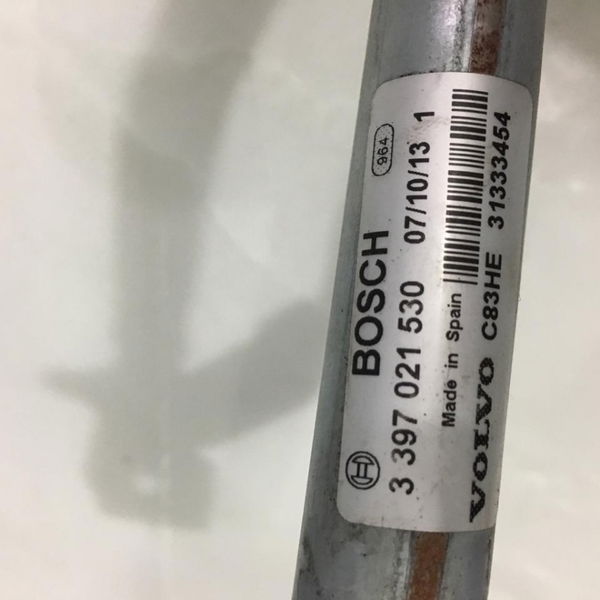 964
BOSCH
3 397 021 530 07/10/13 1
Made in Spain
VOLVO C83HE 31333454